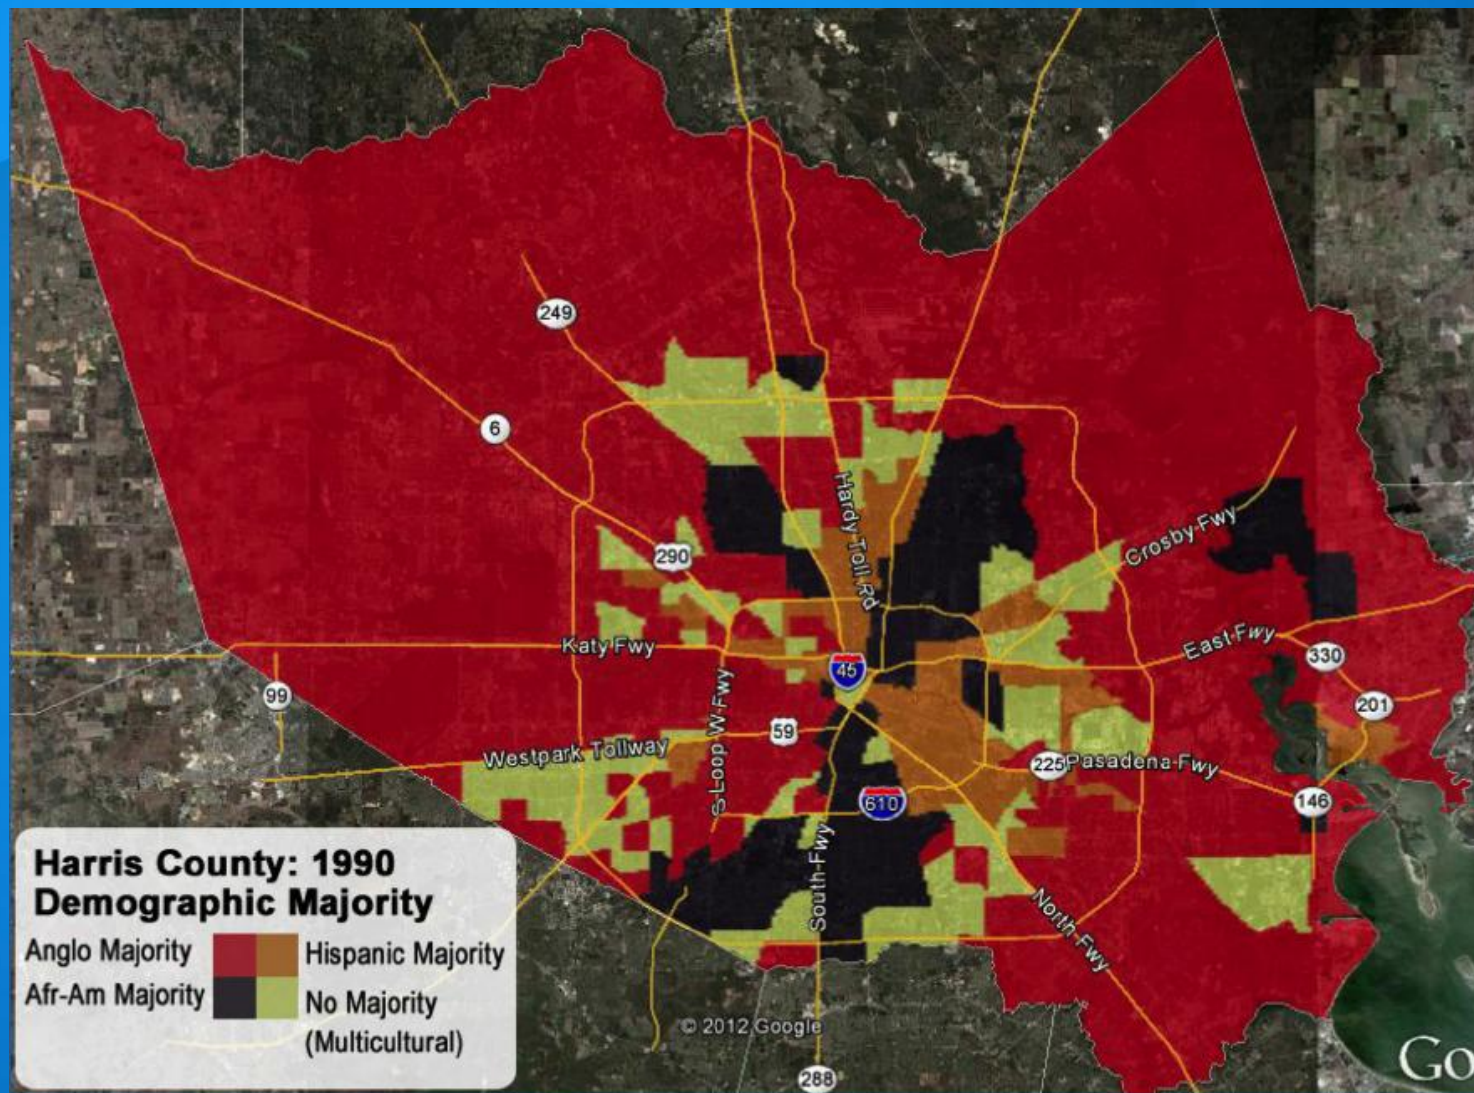 249
6
Hardy Toll Rd
290
Crosby Fwy
Katy Fwy
45
East Fwy
330
99
S Loop W Fwy
59
201
Westpark Tollway
225
Pasadena Fwy
610
146
South Fwy
North Fwy
288
Harris County: 1990
Demographic Majority
Anglo Majority
Hispanic Majority
Afr-Am Majority
No Majority
(Multicultural)
© 2012 Google
Go